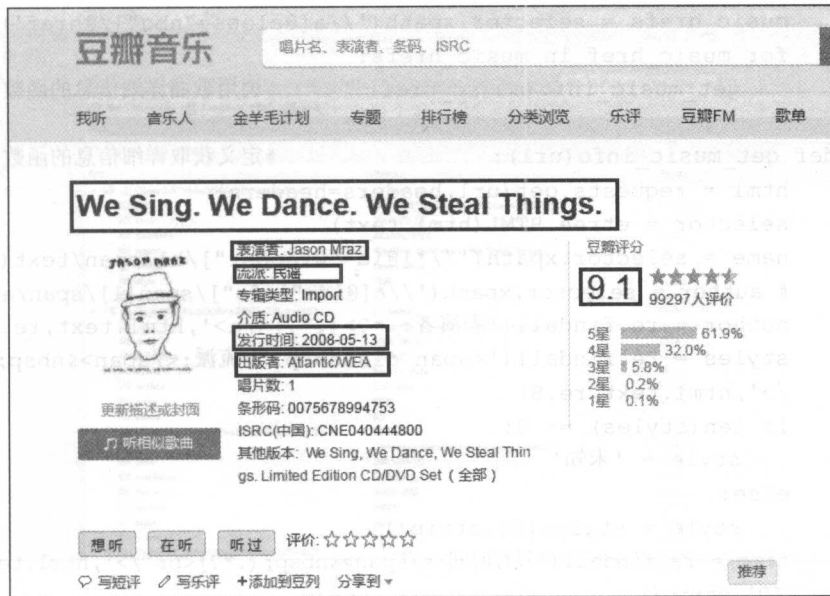 豆瓣音乐
唱片名、表演者、条码、ISRC
我听 音乐人 金羊毛计划 专题 排行榜 分类浏览 乐评 豆瓣FM 歌单
We Sing. We Dance. We Steal Things.
JASON MRAZ
表演者: Jason Mraz
流派: 民谣
专辑类型: Import
介质: Audio CD
发行时间: 2008-05-13
出版者: Atlantic/WEA
唱片数: 1
条形码: 0075678994753
ISRC(中国): CNE040444800
其他版本: We Sing, We Dance, We Steal Thin
gs. Limited Edition CD/DVD Set ( 全部 )
更新描述或封面
听相似歌曲
豆瓣评分
9.1
99297人评价
5星 61.9%
4星 32.0%
3星 5.8%
2星 0.2%
1星 0.1%
想听 在听 听过 评价:
写短评 写乐评 +添加到豆列 分享到
推荐